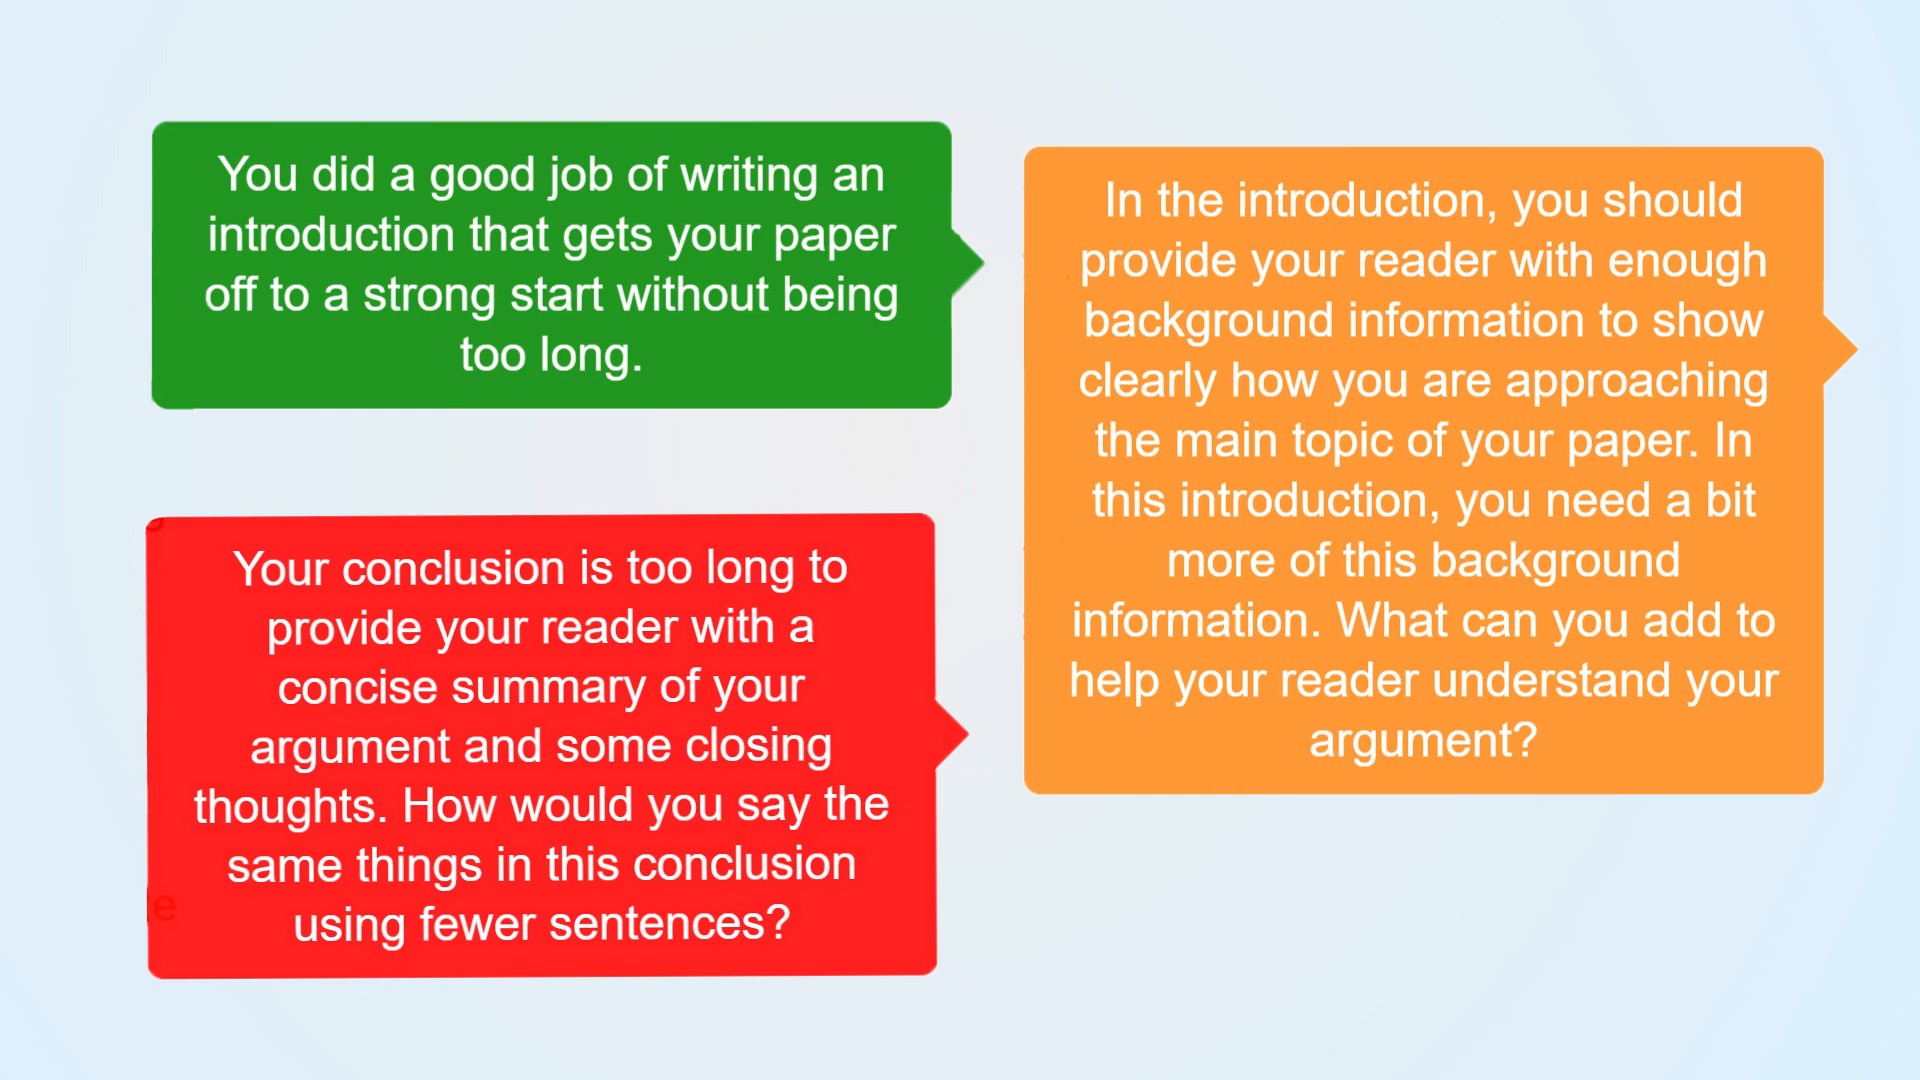 You did a good job of writing an
introduction that gets your paper
off to a strong start without being
too long.
Your conclusion is too long to
provide your reader with a
concise summary of your
argument and some closing
thoughts. How would you say the
same things in this conclusion
using fewer sentences?
In the introduction, you should
provide your reader with enough
background information to show
clearly how you are approaching
the main topic of your paper. In
this introduction, you need a bit
more of this background
information. What can you add to
help your reader understand your
argument?